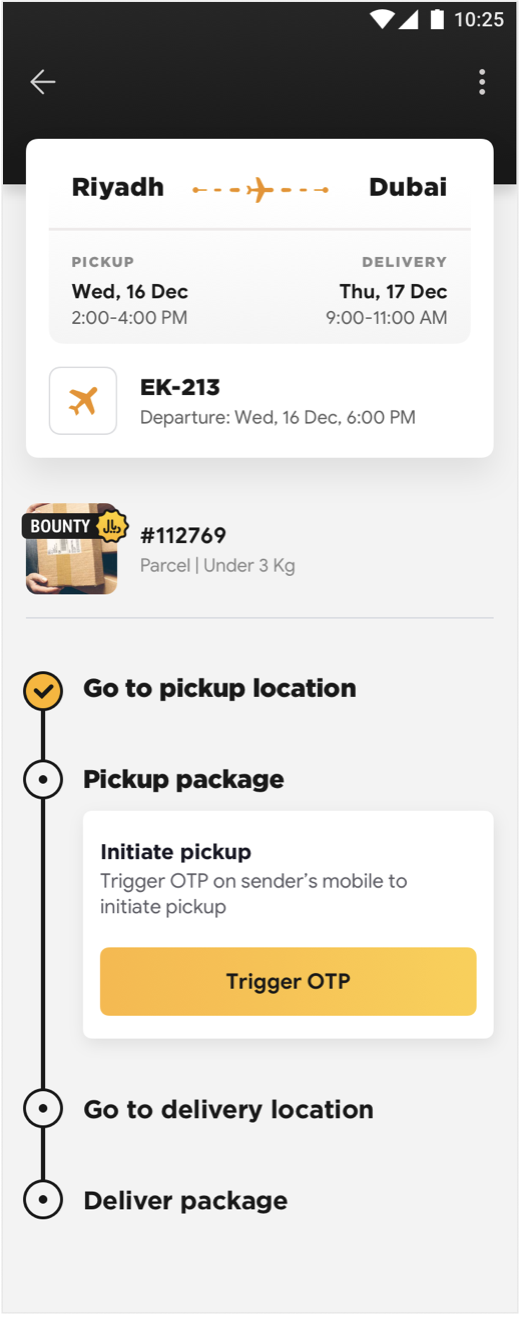 10:25
Riyadh Dubai
PICKUP DELIVERY
Wed, 16 Dec Thu, 17 Dec
2:00-4:00 PM 9:00-11:00 AM
EK-213
Departure: Wed, 16 Dec, 6:00 PM
BOUNTY ﷼
#112769
Parcel | Under 3 Kg
Go to pickup location
Pickup package
Initiate pickup
Trigger OTP on sender’s mobile to
initiate pickup
Trigger OTP
Go to delivery location
Deliver package